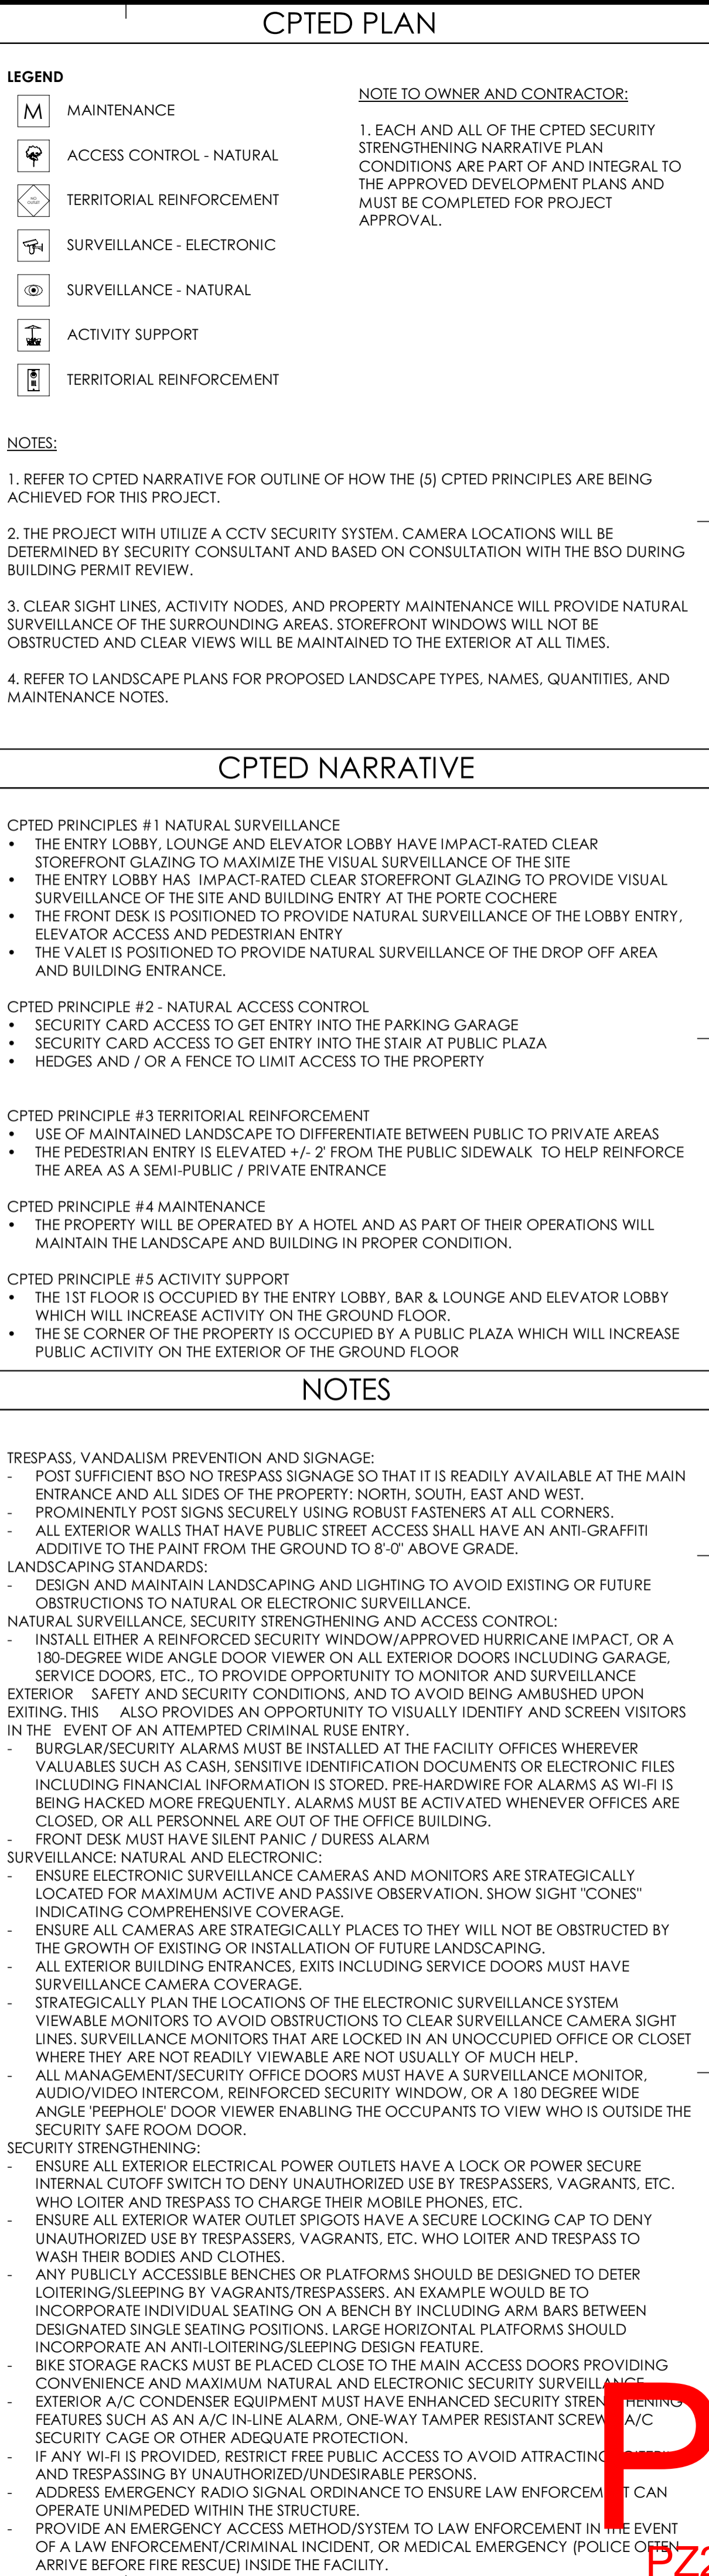 CPTED PLAN
LEGEND
M MAINTENANCE
ACCESS CONTROL - NATURAL
NO OUTLET TERRITORIAL REINFORCEMENT
SURVEILLANCE - ELECTRONIC
SURVEILLANCE - NATURAL
ACTIVITY SUPPORT
TERRITORIAL REINFORCEMENT
NOTE TO OWNER AND CONTRACTOR:
1. EACH AND ALL OF THE CPTED SECURITY
STRENGTHENING NARRATIVE PLAN
CONDITIONS ARE PART OF AND INTEGRAL TO
THE APPROVED DEVELOPMENT PLANS AND
MUST BE COMPLETED FOR PROJECT
APPROVAL.
NOTES:
1. REFER TO CPTED NARRATIVE FOR OUTLINE OF HOW THE (5) CPTED PRINCIPLES ARE BEING
ACHIEVED FOR THIS PROJECT.
2. THE PROJECT WITH UTILIZE A CCTV SECURITY SYSTEM. CAMERA LOCATIONS WILL BE
DETERMINED BY SECURITY CONSULTANT AND BASED ON CONSULTATION WITH THE BSO DURING
BUILDING PERMIT REVIEW.
3. CLEAR SIGHT LINES, ACTIVITY NODES, AND PROPERTY MAINTENANCE WILL PROVIDE NATURAL
SURVEILLANCE OF THE SURROUNDING AREAS. STOREFRONT WINDOWS WILL NOT BE
OBSTRUCTED AND CLEAR VIEWS WILL BE MAINTAINED TO THE EXTERIOR AT ALL TIMES.
4. REFER TO LANDSCAPE PLANS FOR PROPOSED LANDSCAPE TYPES, NAMES, QUANTITIES, AND
MAINTENANCE NOTES.
CPTED NARRATIVE
CPTED PRINCIPLES #1 NATURAL SURVEILLANCE
• THE ENTRY LOBBY, LOUNGE AND ELEVATOR LOBBY HAVE IMPACT-RATED CLEAR
STOREFRONT GLAZING TO MAXIMIZE THE VISUAL SURVEILLANCE OF THE SITE
• THE ENTRY LOBBY HAS IMPACT-RATED CLEAR STOREFRONT GLAZING TO PROVIDE VISUAL
SURVEILLANCE OF THE SITE AND BUILDING ENTRY AT THE PORTE COCHERE
• THE FRONT DESK IS POSITIONED TO PROVIDE NATURAL SURVEILLANCE OF THE LOBBY ENTRY,
ELEVATOR ACCESS AND PEDESTRIAN ENTRY
• THE VALET IS POSITIONED TO PROVIDE NATURAL SURVEILLANCE OF THE DROP OFF AREA
AND BUILDING ENTRANCE.
CPTED PRINCIPLE #2 - NATURAL ACCESS CONTROL
• SECURITY CARD ACCESS TO GET ENTRY INTO THE PARKING GARAGE
• SECURITY CARD ACCESS TO GET ENTRY INTO THE STAIR AT PUBLIC PLAZA
• HEDGES AND / OR A FENCE TO LIMIT ACCESS TO THE PROPERTY
CPTED PRINCIPLE #3 TERRITORIAL REINFORCEMENT
• USE OF MAINTAINED LANDSCAPE TO DIFFERENTIATE BETWEEN PUBLIC TO PRIVATE AREAS
• THE PEDESTRIAN ENTRY IS ELEVATED +/- 2' FROM THE PUBLIC SIDEWALK TO HELP REINFORCE
THE AREA AS A SEMI-PUBLIC / PRIVATE ENTRANCE
CPTED PRINCIPLE #4 MAINTENANCE
• THE PROPERTY WILL BE OPERATED BY A HOTEL AND AS PART OF THEIR OPERATIONS WILL
MAINTAIN THE LANDSCAPE AND BUILDING IN PROPER CONDITION.
CPTED PRINCIPLE #5 ACTIVITY SUPPORT
• THE 1ST FLOOR IS OCCUPIED BY THE ENTRY LOBBY, BAR & LOUNGE AND ELEVATOR LOBBY
WHICH WILL INCREASE ACTIVITY ON THE GROUND FLOOR.
• THE SE CORNER OF THE PROPERTY IS OCCUPIED BY A PUBLIC PLAZA WHICH WILL INCREASE
PUBLIC ACTIVITY ON THE EXTERIOR OF THE GROUND FLOOR
NOTES
TRESPASS, VANDALISM PREVENTION AND SIGNAGE:
- POST SUFFICIENT BSO NO TRESPASS SIGNAGE SO THAT IT IS READILY AVAILABLE AT THE MAIN
ENTRANCE AND ALL SIDES OF THE PROPERTY: NORTH, SOUTH, EAST AND WEST.
- PROMINENTLY POST SIGNS SECURELY USING ROBUST FASTENERS AT ALL CORNERS.
- ALL EXTERIOR WALLS THAT HAVE PUBLIC STREET ACCESS SHALL HAVE AN ANTI-GRAFFITI
ADDITIVE TO THE PAINT FROM THE GROUND TO 8'-0" ABOVE GRADE.
LANDSCAPING STANDARDS:
- DESIGN AND MAINTAIN LANDSCAPING AND LIGHTING TO AVOID EXISTING OR FUTURE
OBSTRUCTIONS TO NATURAL OR ELECTRONIC SURVEILLANCE.
NATURAL SURVEILLANCE, SECURITY STRENGTHENING AND ACCESS CONTROL:
- INSTALL EITHER A REINFORCED SECURITY WINDOW/APPROVED HURRICANE IMPACT, OR A
180-DEGREE WIDE ANGLE DOOR VIEWER ON ALL EXTERIOR DOORS INCLUDING GARAGE,
SERVICE DOORS, ETC., TO PROVIDE OPPORTUNITY TO MONITOR AND SURVEILLANCE
EXTERIOR SAFETY AND SECURITY CONDITIONS, AND TO AVOID BEING AMBUSHED UPON
EXITING. THIS ALSO PROVIDES AN OPPORTUNITY TO VISUALLY IDENTIFY AND SCREEN VISITORS
IN THE EVENT OF AN ATTEMPTED CRIMINAL RUSE ENTRY.
- BURGLAR/SECURITY ALARMS MUST BE INSTALLED AT THE FACILITY OFFICES WHEREVER
VALUABLES SUCH AS CASH, SENSITIVE IDENTIFICATION DOCUMENTS OR ELECTRONIC FILES
INCLUDING FINANCIAL INFORMATION IS STORED. PRE-HARDWIRE FOR ALARMS AS WI-FI IS
BEING HACKED MORE FREQUENTLY. ALARMS MUST BE ACTIVATED WHENEVER OFFICES ARE
CLOSED, OR ALL PERSONNEL ARE OUT OF THE OFFICE BUILDING.
- FRONT DESK MUST HAVE SILENT PANIC / DURESS ALARM
SURVEILLANCE: NATURAL AND ELECTRONIC:
- ENSURE ELECTRONIC SURVEILLANCE CAMERAS AND MONITORS ARE STRATEGICALLY
LOCATED FOR MAXIMUM ACTIVE AND PASSIVE OBSERVATION. SHOW SIGHT "CONES"
INDICATING COMPREHENSIVE COVERAGE.
- ENSURE ALL CAMERAS ARE STRATEGICALLY PLACES TO THEY WILL NOT BE OBSTRUCTED BY
THE GROWTH OF EXISTING OR INSTALLATION OF FUTURE LANDSCAPING.
- ALL EXTERIOR BUILDING ENTRANCES, EXITS INCLUDING SERVICE DOORS MUST HAVE
SURVEILLANCE CAMERA COVERAGE.
- STRATEGICALLY PLAN THE LOCATIONS OF THE ELECTRONIC SURVEILLANCE SYSTEM
VIEWABLE MONITORS TO AVOID OBSTRUCTIONS TO CLEAR SURVEILLANCE CAMERA SIGHT
LINES. SURVEILLANCE MONITORS THAT ARE LOCKED IN AN UNOCCUPIED OFFICE OR CLOSET
WHERE THEY ARE NOT READILY VIEWABLE ARE NOT USUALLY OF MUCH HELP.
- ALL MANAGEMENT/SECURITY OFFICE DOORS MUST HAVE A SURVEILLANCE MONITOR,
AUDIO/VIDEO INTERCOM, REINFORCED SECURITY WINDOW, OR A 180 DEGREE WIDE
ANGLE 'PEEPHOLE' DOOR VIEWER ENABLING THE OCCUPANTS TO VIEW WHO IS OUTSIDE THE
SECURITY SAFE ROOM DOOR.
SECURITY STRENGTHENING:
- ENSURE ALL EXTERIOR ELECTRICAL POWER OUTLETS HAVE A LOCK OR POWER SECURE
INTERNAL CUTOFF SWITCH TO DENY UNAUTHORIZED USE BY TRESPASSERS, VAGRANTS, ETC.
WHO LOITER AND TRESPASS TO CHARGE THEIR MOBILE PHONES, ETC.
- ENSURE ALL EXTERIOR WATER OUTLET SPIGOTS HAVE A SECURE LOCKING CAP TO DENY
UNAUTHORIZED USE BY TRESPASSERS, VAGRANTS, ETC. WHO LOITER AND TRESPASS TO
WASH THEIR BODIES AND CLOTHES.
- ANY PUBLICLY ACCESSIBLE BENCHES OR PLATFORMS SHOULD BE DESIGNED TO DETER
LOITERING/SLEEPING BY VAGRANTS/TRESPASSERS. AN EXAMPLE WOULD BE TO
INCORPORATE INDIVIDUAL SEATING ON A BENCH BY INCLUDING ARM BARS BETWEEN
DESIGNATED SINGLE SEATING POSITIONS. LARGE HORIZONTAL PLATFORMS SHOULD
INCORPORATE AN ANTI-LOITERING/SLEEPING DESIGN FEATURE.
- BIKE STORAGE RACKS MUST BE PLACED CLOSE TO THE MAIN ACCESS DOORS PROVIDING
CONVENIENCE AND MAXIMUM NATURAL AND ELECTRONIC SECURITY SURVEILLANCE
- EXTERIOR A/C CONDENSER EQUIPMENT MUST HAVE ENHANCED SECURITY STRENGTHENING
FEATURES SUCH AS AN A/C IN-LINE ALARM, ONE-WAY TAMPER RESISTANT SCREW A/C
SECURITY CAGE OR OTHER ADEQUATE PROTECTION.
- IF ANY WI-FI IS PROVIDED, RESTRICT FREE PUBLIC ACCESS TO AVOID ATTRACTING
AND TRESPASSING BY UNAUTHORIZED/UNDESIRABLE PERSONS.
- ADDRESS EMERGENCY RADIO SIGNAL ORDINANCE TO ENSURE LAW ENFORCEMENT CAN
OPERATE UNIMPEDED WITHIN THE STRUCTURE.
- PROVIDE AN EMERGENCY ACCESS METHOD/SYSTEM TO LAW ENFORCEMENT IN THE EVENT
OF A LAW ENFORCEMENT/CRIMINAL INCIDENT, OR MEDICAL EMERGENCY (POLICE OFTEN
ARRIVE BEFORE FIRE RESCUE) INSIDE THE FACILITY.
P
PZ2